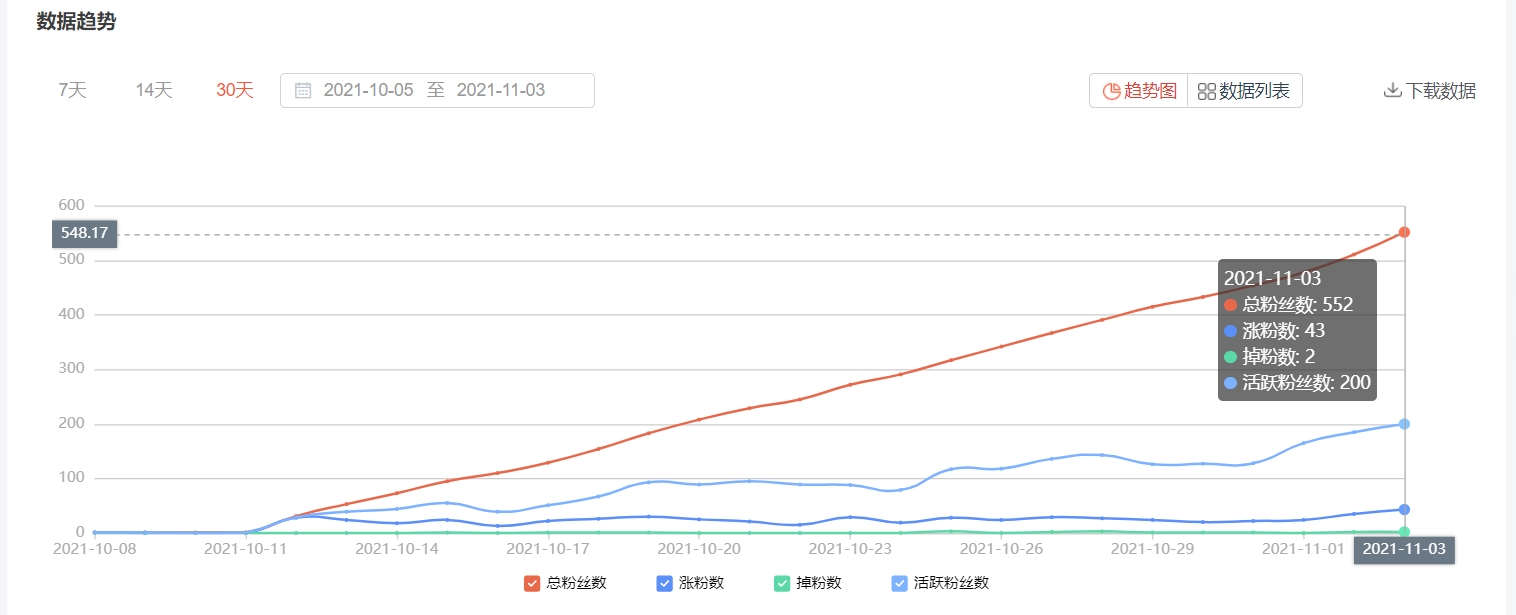 数据趋势
7天 14天 30天 2021-10-05 至 2021-11-03 趋势图 数据列表 下载数据
600
548.17
500
2021-11-03
总粉丝数: 552
涨粉数: 43
掉粉数: 2
活跃粉丝数: 200
400
300
200
100
0
2021-10-08 2021-10-11 2021-10-14 2021-10-17 2021-10-20 2021-10-23 2021-10-26 2021-10-29 2021-11-01 2021-11-03
总粉丝数 涨粉数 掉粉数 活跃粉丝数